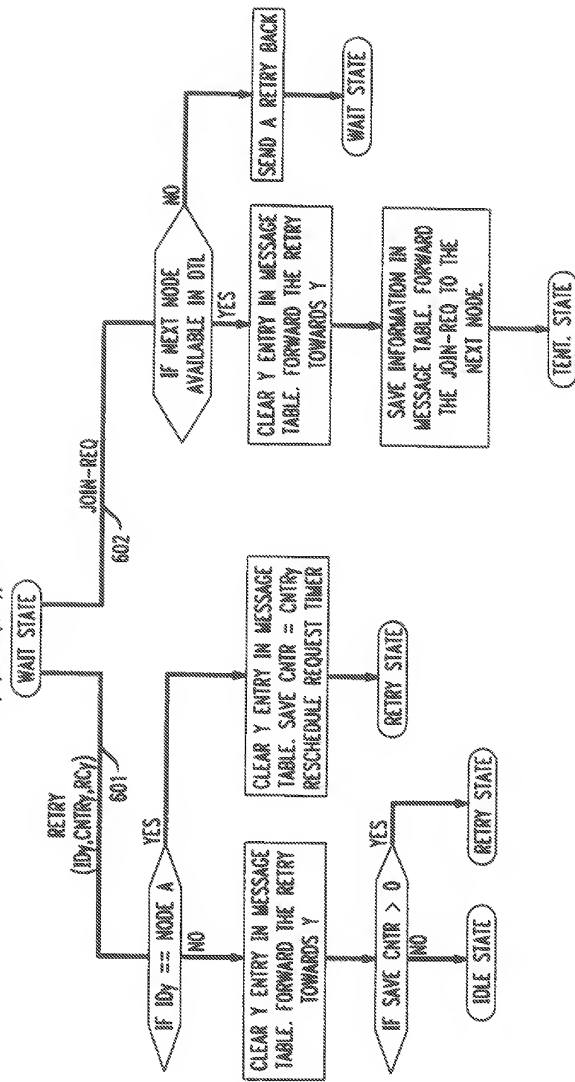 WAIT STATE
RETRY
(IDy,CNTRy,RCy)
601
IF IDy == NODE A
YES
NO
CLEAR Y ENTRY IN MESSAGE
TABLE. FORWARD THE RETRY
TOWARDS Y
IF SAVE CNTR > 0
YES
NO
IDLE STATE
RETRY STATE
CLEAR Y ENTRY IN MESSAGE
TABLE. SAVE CNTR = CNTRy
RESCHEDULE REQUEST TIMER
RETRY STATE
JOIN-REQ
602
IF NEXT NODE
AVAILABLE IN DTL
NO
YES
SEND A RETRY BACK
WAIT STATE
CLEAR Y ENTRY IN MESSAGE
TABLE. FORWARD THE RETRY
TOWARDS Y
SAVE INFORMATION IN
MESSAGE TABLE. FORWARD
THE JOIN-REQ TO THE
NEXT NODE.
TENT. STATE